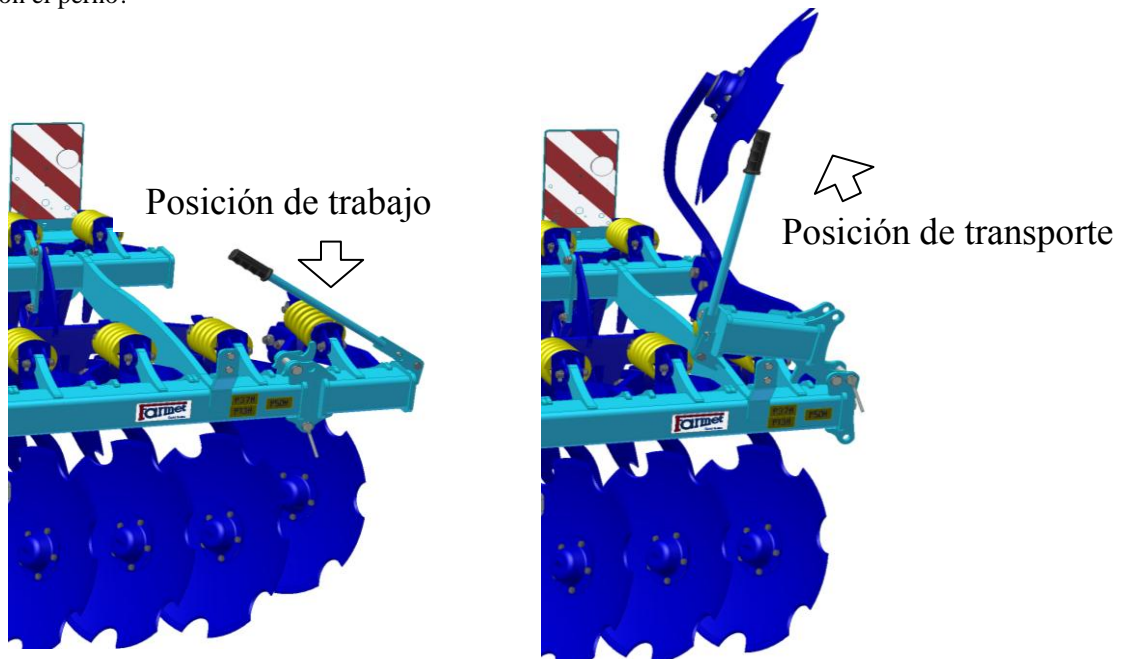 on el perno?
Posición de trabajo
Posición de transporte
Farmet
Farmet